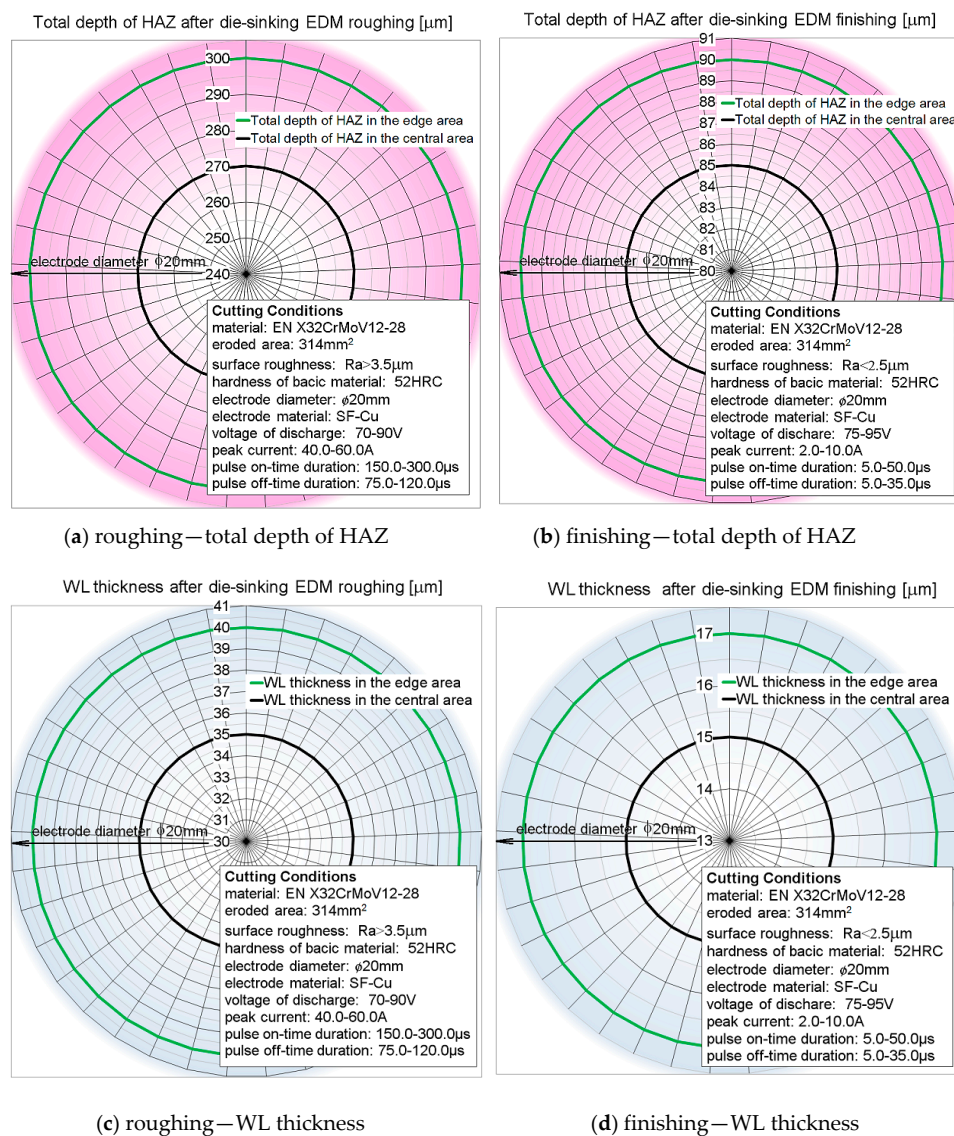 Total depth of HAZ after die-sinking EDM roughing [μm]
300
290
280
270
260
250
240
Total depth of HAZ in the edge area
Total depth of HAZ in the central area
electrode diameter ϕ20mm
Cutting Conditions
material: EN X32CrMoV12-28
eroded area: 314mm²
surface roughness: Ra>3.5μm
hardness of bacic material: 52HRC
electrode diameter: ø20mm
electrode material: SF-Cu
voltage of discharge: 70-90V
peak current: 40.0-60.0A
pulse on-time duration: 150.0-300.0μs
pulse off-time duration: 75.0-120.0μs
(a) roughing—total depth of HAZ
Total depth of HAZ after die-sinking EDM finishing [μm]
91
90
89
88
87
86
85
84
83
82
81
80
Total depth of HAZ in the edge area
Total depth of HAZ in the central area
electrode diameter ϕ20mm
Cutting Conditions
material: EN X32CrMoV12-28
eroded area: 314mm²
surface roughness: Ra<2.5μm
hardness of bacic material: 52HRC
electrode diameter: ø20mm
electrode material: SF-Cu
voltage of dischare: 75-95V
peak current: 2.0-10.0A
pulse on-time duration: 5.0-50.0μs
pulse off-time duration: 5.0-35.0μs
(b) finishing—total depth of HAZ
WL thickness after die-sinking EDM roughing [μm]
41
40
39
38
37
36
35
34
33
32
31
30
WL thickness in the edge area
WL thickness in the central area
electrode diameter ϕ20mm
Cutting Conditions
material: EN X32CrMoV12-28
eroded area: 314mm²
surface roughness: Ra>3.5μm
hardness of bacic material: 52HRC
electrode diameter: ø20mm
electrode material: SF-Cu
voltage of discharge: 70-90V
peak current: 40.0-60.0A
pulse on-time duration: 150.0-300.0μs
pulse off-time duration: 75.0-120.0μs
(c) roughing—WL thickness
WL thickness after die-sinking EDM finishing [μm]
17
16
15
14
13
WL thickness in the edge area
WL thickness in the central area
electrode diameter ϕ20mm
Cutting Conditions
material: EN X32CrMoV12-28
eroded area: 314mm²
surface roughness: Ra<2.5μm
hardness of bacic material: 52HRC
electrode diameter: ø20mm
electrode material: SF-Cu
voltage of dischare: 75-95V
peak current: 2.0-10.0A
pulse on-time duration: 5.0-50.0μs
pulse off-time duration: 5.0-35.0μs
(d) finishing—WL thickness